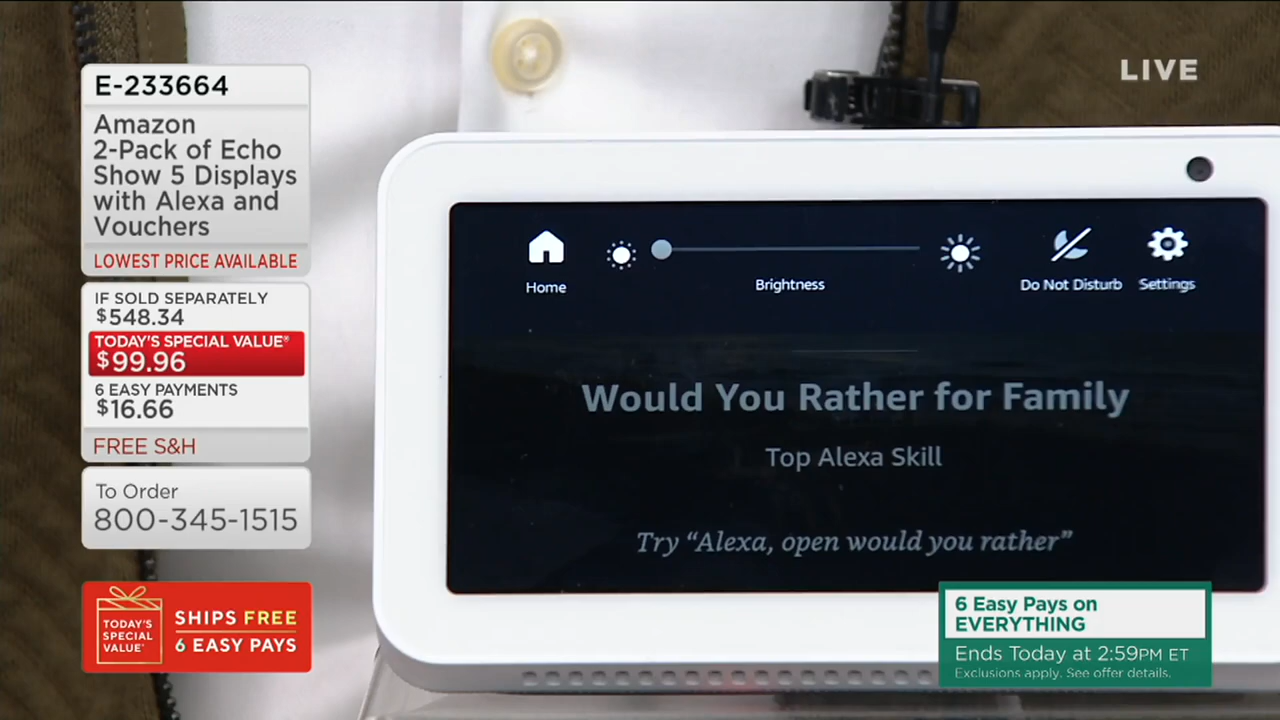 E-233664
Amazon
2-Pack of Echo
Show 5 Displays
with Alexa and
Vouchers
LOWEST PRICE AVAILABLE
IF SOLD SEPARATELY
$548.34
TODAY'S SPECIAL VALUE®
$99.96
6 EASY PAYMENTS
$16.66
FREE S&H
To Order
800-345-1515
TODAY'S
SPECIAL
VALUE®
SHIPS FREE
6 EASY PAYS
LIVE
Home
Brightness
Do Not Disturb
Settings
Would You Rather for Family
Top Alexa Skill
Try “Alexa, open would you rather”
6 Easy Pays on
EVERYTHING
Ends Today at 2:59PM ET
Exclusions apply. See offer details.